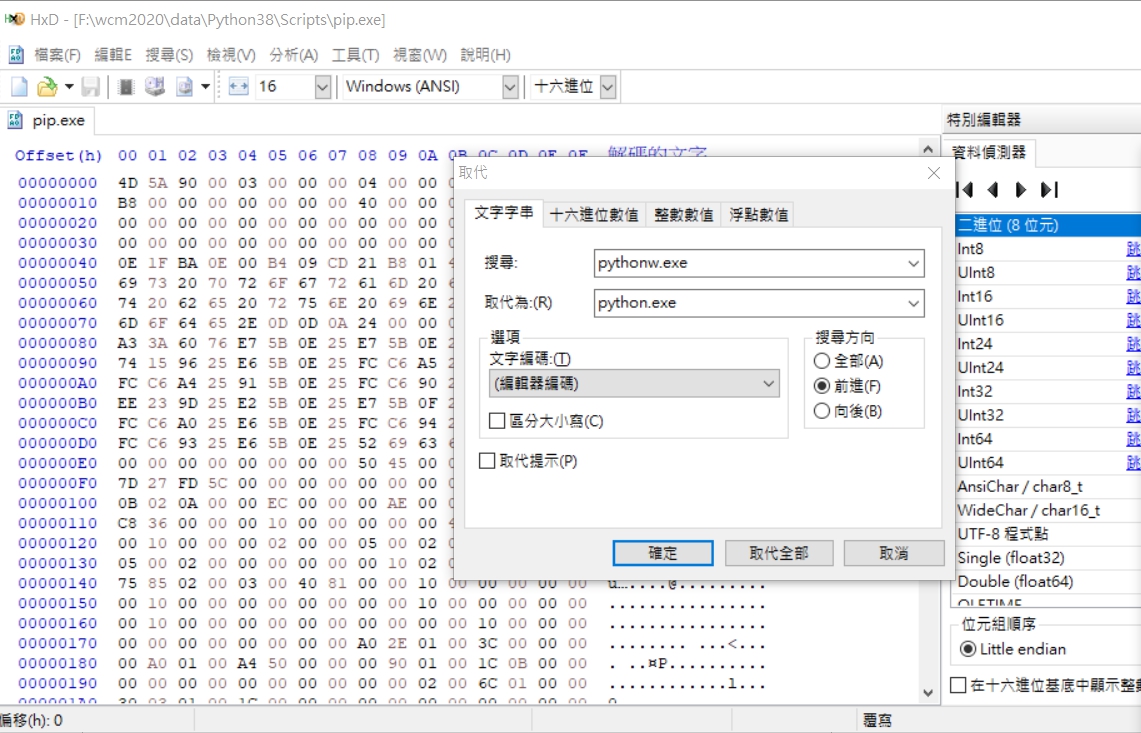 HxD - [F:\wcm2020\data\Python38\Scripts\pip.exe]
檔案(F) 編輯E 搜尋(S) 檢視(V) 分析(A) 工具(T) 視窗(W) 說明(H)
16 Windows (ANSI) 十六進位
pip.exe
Offset(h) 00 01 02 03 04 05 06 07 08 09 0A 0B 0C 0D 0E 0F 解碼的文字
00000000 4D 5A 90 00 03 00 00 00 04 00 00
00000010 B8 00 00 00 00 00 00 00 40 00 00
00000020 00 00 00 00 00 00 00 00 00 00 00
00000030 00 00 00 00 00 00 00 00 00 00 00
00000040 0E 1F BA 0E 00 B4 09 CD 21 B8 01
00000050 69 73 20 70 72 6F 67 72 61 6D 20
00000060 74 20 62 65 20 72 75 6E 20 69 6E
00000070 6D 6F 64 65 2E 0D 0D 0A 24 00 00
00000080 A3 3A 60 76 E7 5B 0E 25 E7 5B 0E
00000090 74 15 96 25 E6 5B 0E 25 FC C6 A5
000000A0 FC C6 A4 25 91 5B 0E 25 FC C6 90
000000B0 EE 23 9D 25 E2 5B 0E 25 E7 5B 0F
000000C0 FC C6 A0 25 E6 5B 0E 25 FC C6 94
000000D0 FC C6 93 25 E6 5B 0E 25 52 69 63
000000E0 00 00 00 00 00 00 00 00 50 45 00
000000F0 7D 27 FD 5C 00 00 00 00 00 00 00
00000100 0B 02 0A 00 00 EC 00 00 00 AE 00
00000110 C8 36 00 00 00 10 00 00 00 00 00
00000120 00 10 00 00 00 02 00 00 05 00 02
00000130 05 00 02 00 00 00 00 00 00 10 02
00000140 75 85 02 00 03 00 40 81 00 00 10 00 00 00 00 00 u…....@.........
00000150 00 10 00 00 00 00 00 00 00 00 10 00 00 00 00 00 ................
00000160 00 10 00 00 00 00 00 00 00 00 00 00 10 00 00 00 ................
00000170 00 00 00 00 00 00 00 00 A0 2E 01 00 3C 00 00 00 ........ ...<...
00000180 00 A0 01 00 A4 50 00 00 00 90 01 00 1C 0B 00 00 . ..¤P..........
00000190 00 00 00 00 00 00 00 00 00 00 02 00 6C 01 00 00 ............l...
取代
文字字串 十六進位數值 整數數值 浮點數值
搜尋: pythonw.exe
取代為:(R) python.exe
選項
文字編碼:(T)
(編輯器編碼)
區分大小寫(C)
取代提示(P)
搜尋方向
全部(A)
前進(F)
向後(B)
確定 取代全部 取消
特別編輯器
資料偵測器
二進位 (8 位元)
Int8 跳
UInt8 跳
Int16 跳
UInt16 跳
Int24 跳
UInt24 跳
Int32 跳
UInt32 跳
Int64 跳
UInt64 跳
AnsiChar / char8_t
WideChar / char16_t
UTF-8 程式點
Single (float32)
Double (float64)
OLETIME
位元組順序
Little endian
在十六進位基底中顯示整數
偏移(h): 0 覆寫